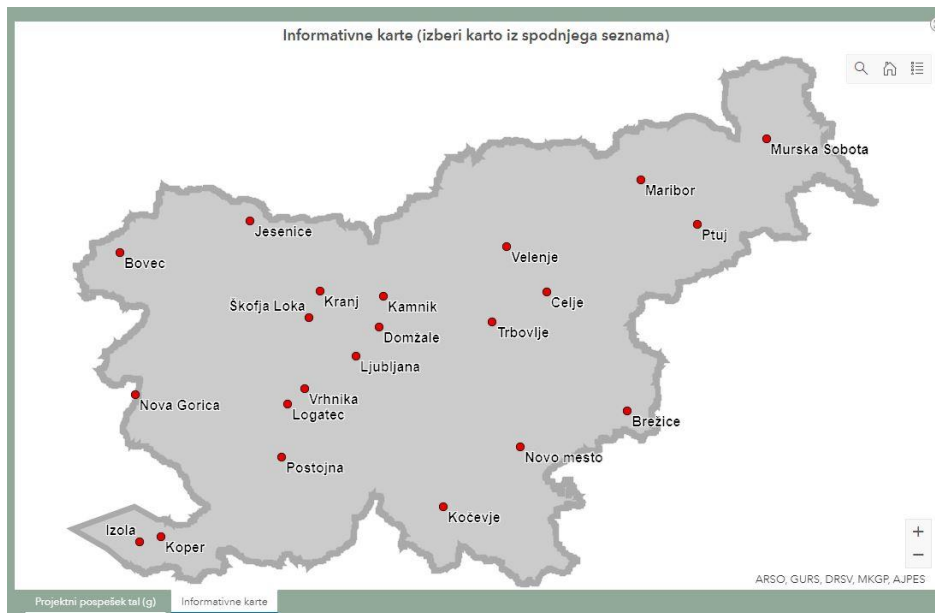 Informativne karte (izberi karto iz spodnjega seznama)
Murska Sobota
Maribor
Jesenice
Ptuj
Bovec
Velenje
Kranj
Kamnik
Celje
Škofja Loka
Domžale
Trbovlje
Ljubljana
Nova Gorica
Vrhnika
Logatec
Brežice
Postojna
Novo mesto
Kočevje
Izola
Koper
+
−
ARSO, GURS, DRSV, MKGP, AJPES
Projektni pospešek tal (g)
Informativne karte